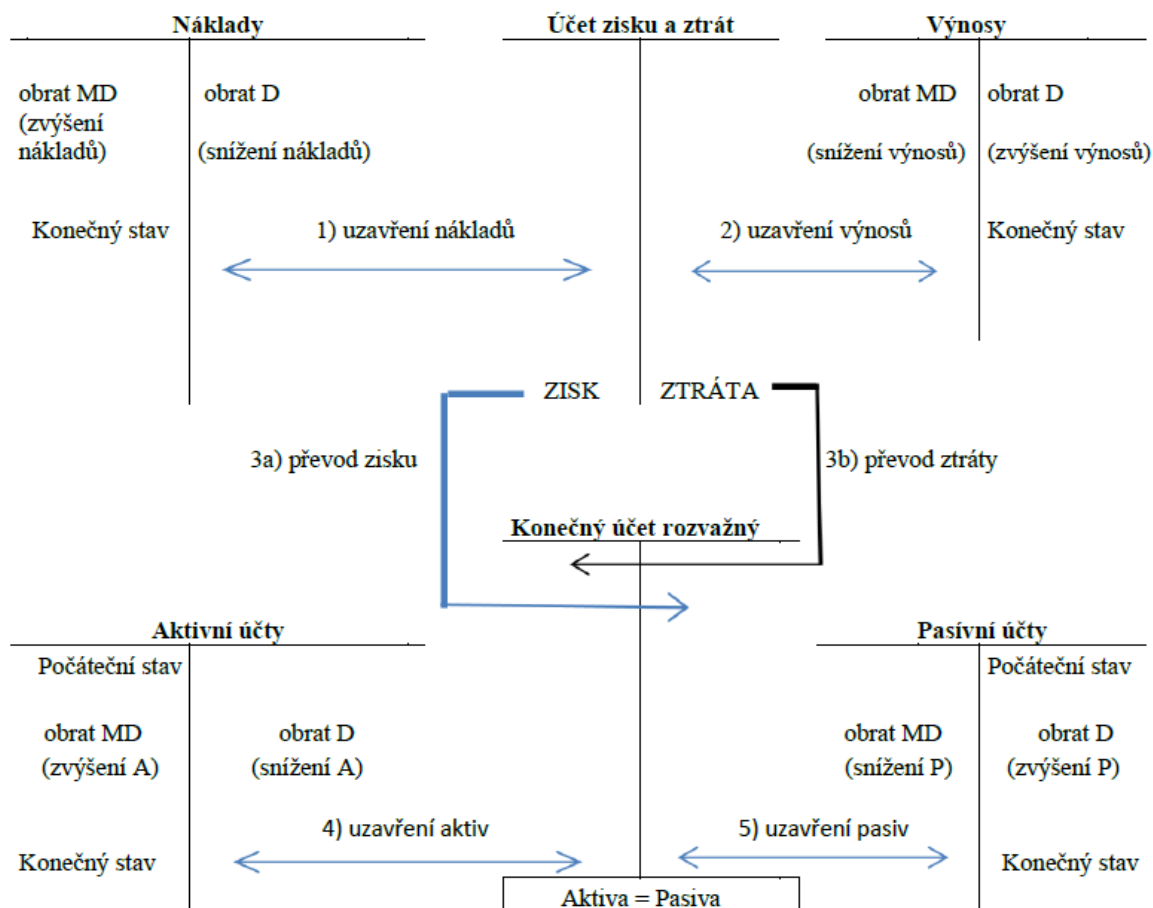 Náklady
Účet zisku a ztrát
Výnosy
obrat MD
(zvýšení
nákladů)
obrat D
(snížení nákladů)
obrat MD
(snížení výnosů)
obrat D
(zvýšení výnosů)
Konečný stav
1) uzavření nákladů
2) uzavření výnosů
Konečný stav
ZISK
ZTRÁTA
3a) převod zisku
3b) převod ztráty
Konečný účet rozvažný
Aktivní účty
Pasívní účty
Počáteční stav
Počáteční stav
obrat MD
(zvýšení A)
obrat D
(snížení A)
obrat MD
(snížení P)
obrat D
(zvýšení P)
4) uzavření aktiv
5) uzavření pasiv
Konečný stav
Konečný stav
Aktiva = Pasiva